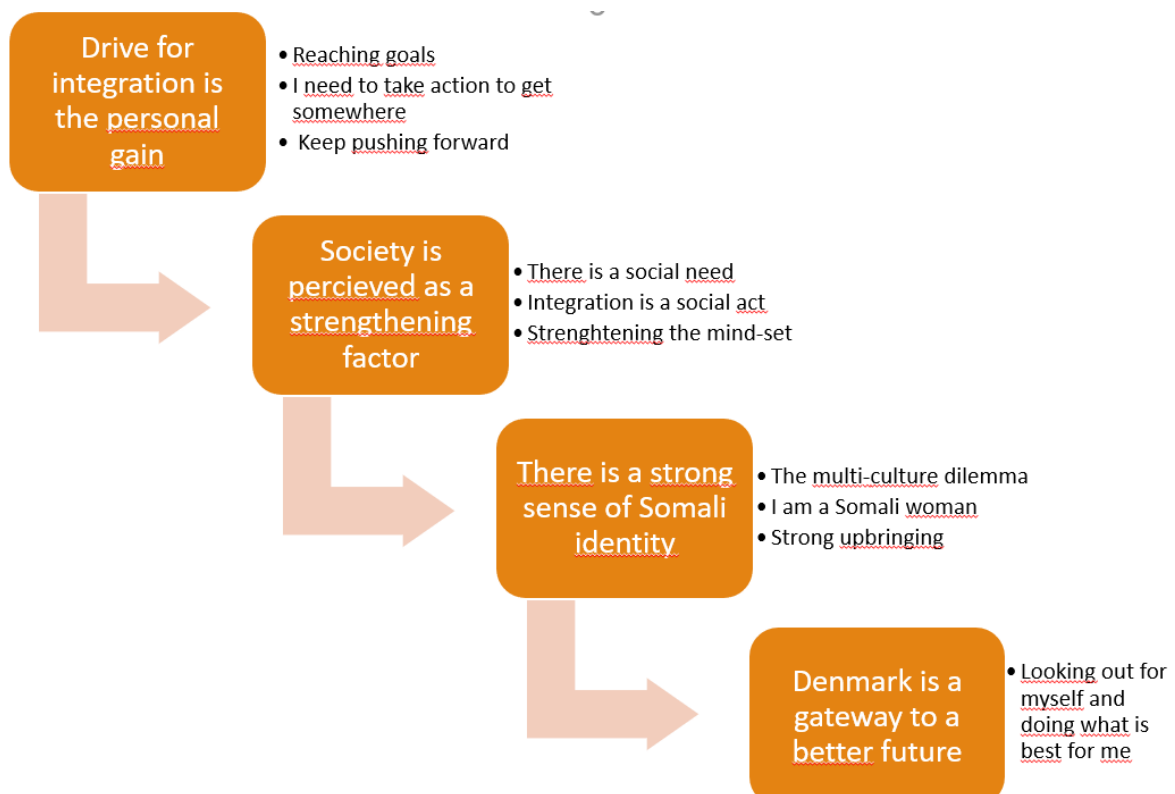 Drive for
integration is
the personal
gain
• Reaching goals
• I need to take action to get
somewhere
• Keep pushing forward
Society is
percieved as a
strengthening
factor
• There is a social need
• Integration is a social act
• Strenghtening the mind-set
There is a strong
sense of Somali
identity
• The multi-culture dilemma
• I am a Somali woman
• Strong upbringing
Denmark is a
gateway to a
better future
• Looking out for
myself and
doing what is
best for me